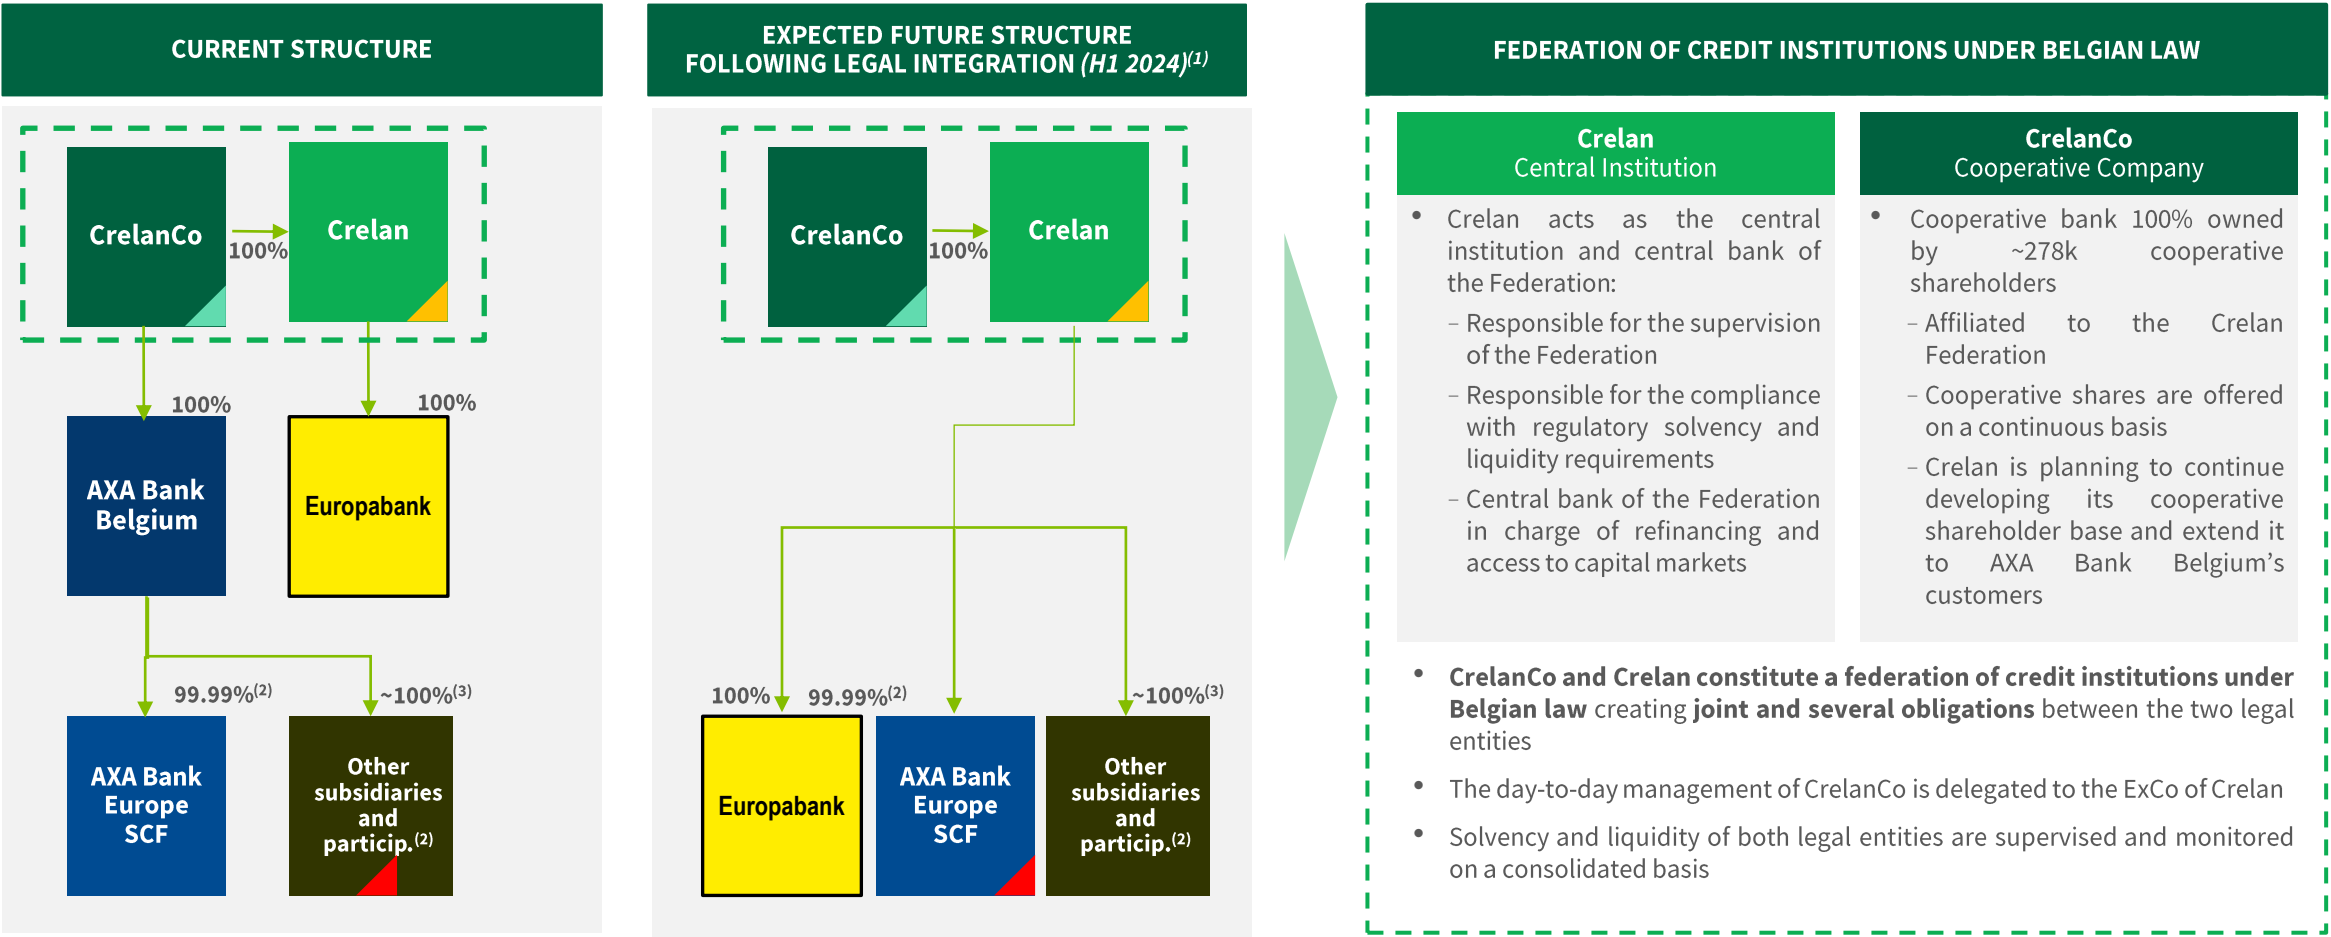 CURRENT STRUCTURE
CrelanCo
100%
Crelan
100%
100%
AXA Bank
Belgium
Europabank
99.99%(2)
~100%(3)
AXA Bank
Europe
SCF
Other
subsidiaries
and
particip.(2)
EXPECTED FUTURE STRUCTURE
FOLLOWING LEGAL INTEGRATION (H1 2024)(1)
CrelanCo
100%
Crelan
100%
99.99%(2)
~100%(3)
Europabank
AXA Bank
Europe
SCF
Other
subsidiaries
and
particip.(2)
FEDERATION OF CREDIT INSTITUTIONS UNDER BELGIAN LAW
Crelan
Central Institution
• Crelan acts as the central
institution and central bank of
the Federation:
– Responsible for the supervision
of the Federation
– Responsible for the compliance
with regulatory solvency and
liquidity requirements
– Central bank of the Federation
in charge of refinancing and
access to capital markets
CrelanCo
Cooperative Company
• Cooperative bank 100% owned
by ~278k cooperative
shareholders
– Affiliated to the Crelan
Federation
– Cooperative shares are offered
on a continuous basis
– Crelan is planning to continue
developing its cooperative
shareholder base and extend it
to AXA Bank Belgium’s
customers
• CrelanCo and Crelan constitute a federation of credit institutions under
Belgian law creating joint and several obligations between the two legal
entities
• The day-to-day management of CrelanCo is delegated to the ExCo of Crelan
• Solvency and liquidity of both legal entities are supervised and monitored
on a consolidated basis